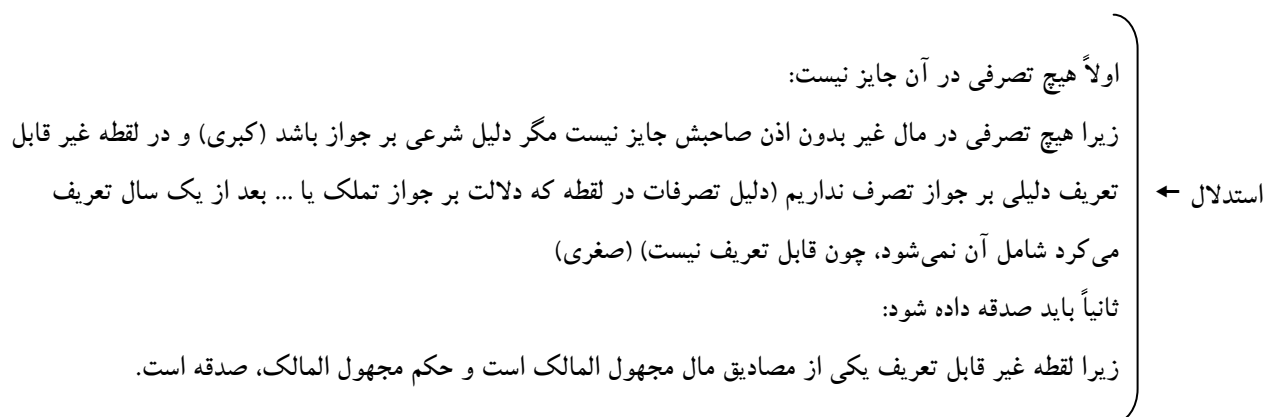 استدلال ←
اولاً هیچ تصرفی در آن جایز نیست:
زیرا هیچ تصرفی در مال غیر بدون اذن صاحبش جایز نیست مگر دلیل شرعی بر جواز باشد (کبری) و در لقطه غیر قابل
تعریف دلیلی بر جواز تصرف نداریم (دلیل تصرفات در لقطه که دلالت بر جواز تملک یا ... بعد از یک سال تعریف
می‌کرد شامل آن نمی‌شود، چون قابل تعریف نیست) (صغری)
ثانیاً باید صدقه داده شود:
زیرا لقطه غیر قابل تعریف یکی از مصادیق مال مجهول المالک است و حکم مجهول المالک، صدقه است.